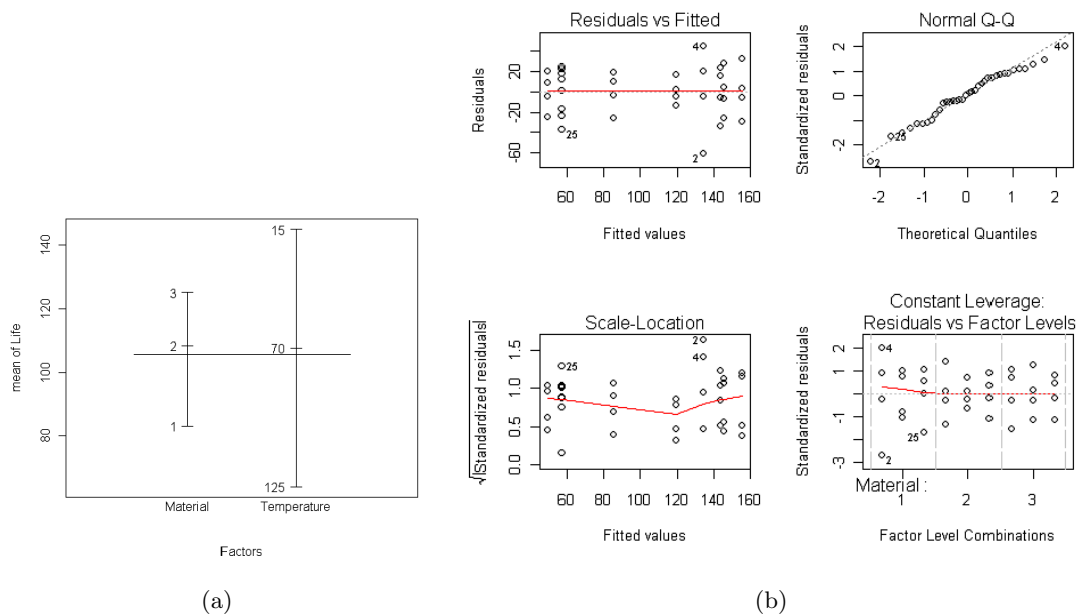 mean of Life
140
120
100
80
3
2
1
15
70
125
Material
Temperature
Factors
(a)
Residuals vs Fitted
Residuals
20
-20
-60
4
25
2
60 80 100 120 140 160
Fitted values
Normal Q-Q
Standardized residuals
2
1
0
-2
4
25
2
-2 -1 0 1 2
Theoretical Quantiles
Scale-Location
√|Standardized residuals|
1.5
1.0
0.5
0.0
2
4
25
60 80 100 120 140 160
Fitted values
Constant Leverage:
Residuals vs Factor Levels
Standardized residuals
2
1
-1
-3
4
25
2
Material :
1 2 3
Factor Level Combinations
(b)